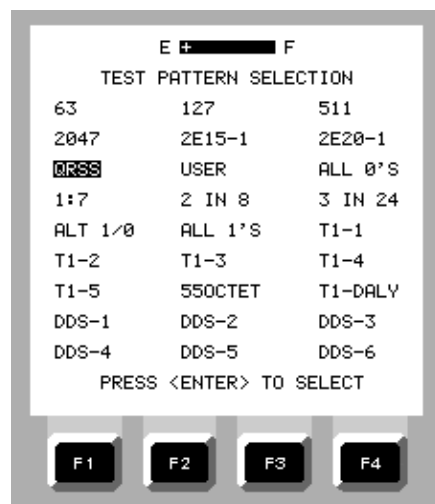 E + F
TEST PATTERN SELECTION
63 127 511
2047 2E15-1 2E20-1
QRSS USER ALL 0'S
1:7 2 IN 8 3 IN 24
ALT 1/0 ALL 1'S T1-1
T1-2 T1-3 T1-4
T1-5 55OCTET T1-DALY
DDS-1 DDS-2 DDS-3
DDS-4 DDS-5 DDS-6
PRESS <ENTER> TO SELECT
F1 F2 F3 F4